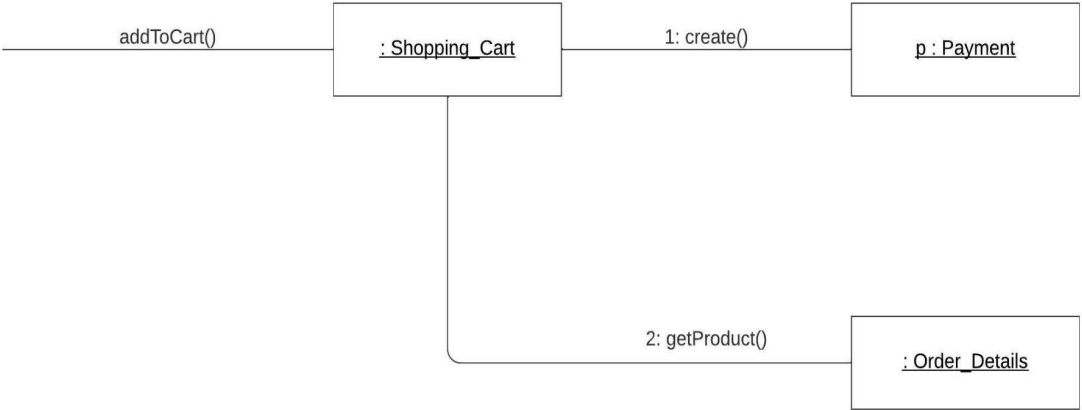 addToCart()
: Shopping_Cart
1: create()
p : Payment
2: getProduct()
: Order_Details